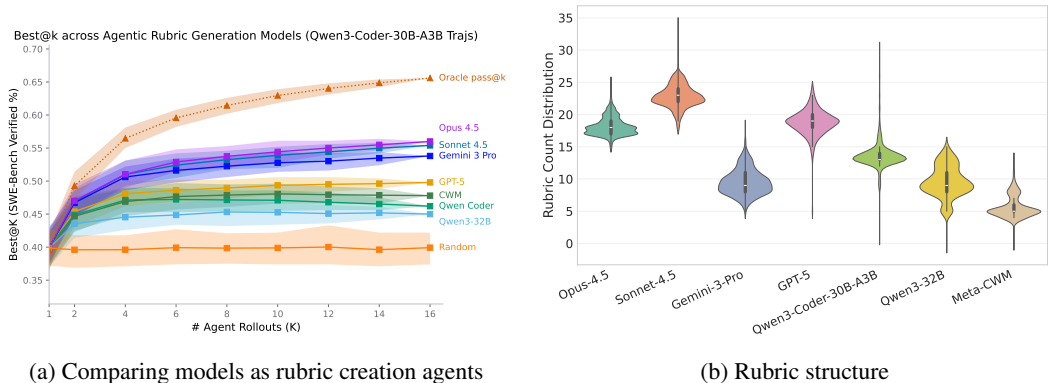 Best@k across Agentic Rubric Generation Models (Qwen3-Coder-30B-A3B Trajs)
0.70
0.65
0.60
0.55
0.50
0.45
0.40
0.35
Best@K (SWE-Bench Verified %)
Oracle pass@k
Opus 4.5
Sonnet 4.5
Gemini 3 Pro
GPT-5
CWM
Qwen Coder
Qwen3-32B
Random
1 2 4 6 8 10 12 14 16
# Agent Rollouts (K)
(a) Comparing models as rubric creation agents
35
30
25
20
15
10
5
0
Rubric Count Distribution
Opus-4.5
Sonnet-4.5
Gemini-3-Pro
GPT-5
Qwen3-Coder-30B-A3B
Qwen3-32B
Meta-CWM
(b) Rubric structure